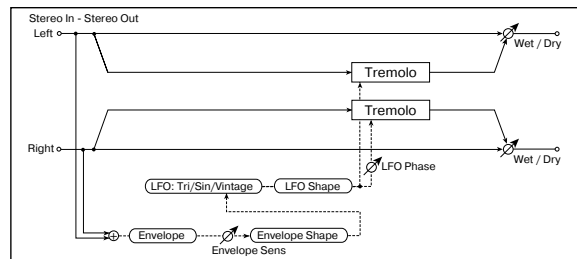 Stereo In - Stereo Out
Left
Wet / Dry
Tremolo
Tremolo
Right
Wet / Dry
LFO Phase
LFO: Tri/Sin/Vintage
LFO Shape
Envelope
Envelope Sens
Envelope Shape